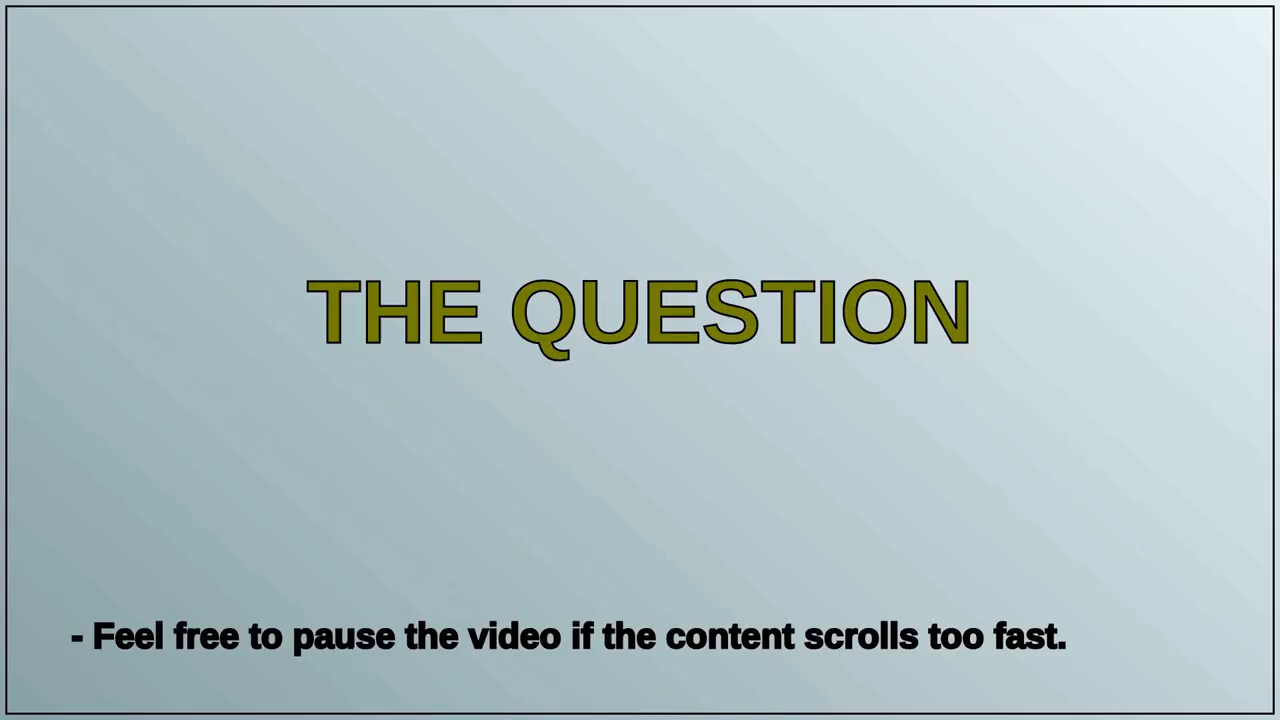 THE QUESTION
- Feel free to pause the video if the content scrolls too fast.